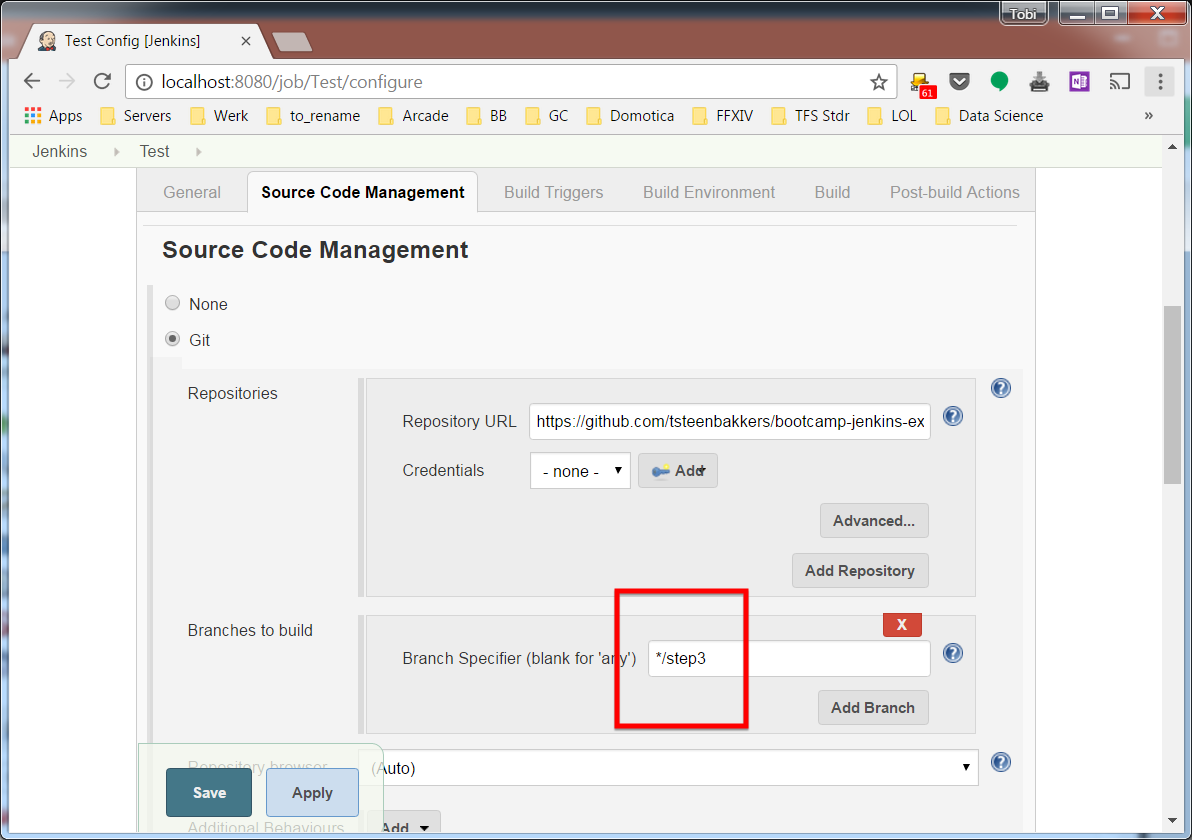 Tobi
Test Config [Jenkins]
localhost:8080/job/Test/configure
61
Apps Servers Werk to_rename Arcade BB GC Domotica FFXIV TFS Stdr LOL Data Science »
Jenkins Test
General Source Code Management Build Triggers Build Environment Build Post-build Actions
Source Code Management
None
Git
Repositories
Repository URL https://github.com/tsteenbakkers/bootcamp-jenkins-ex
Credentials - none - Add
Advanced...
Add Repository
Branches to build
X
Branch Specifier (blank for 'any') */step3
Add Branch
Repository browser (Auto)
Save Apply
Additional Behaviours Add